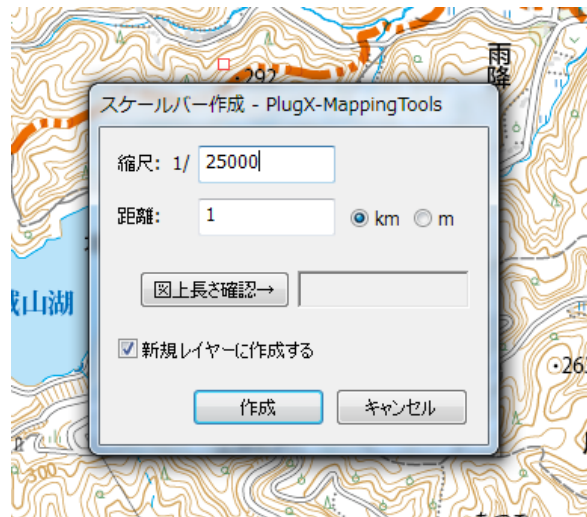 雨降
・292
スケールバー作成 - PlugX-MappingTools
縮尺: 1/ 25000
距離: 1 km m
図上長さ確認→
山湖
新規レイヤーに作成する
・26
作成 キャンセル
300